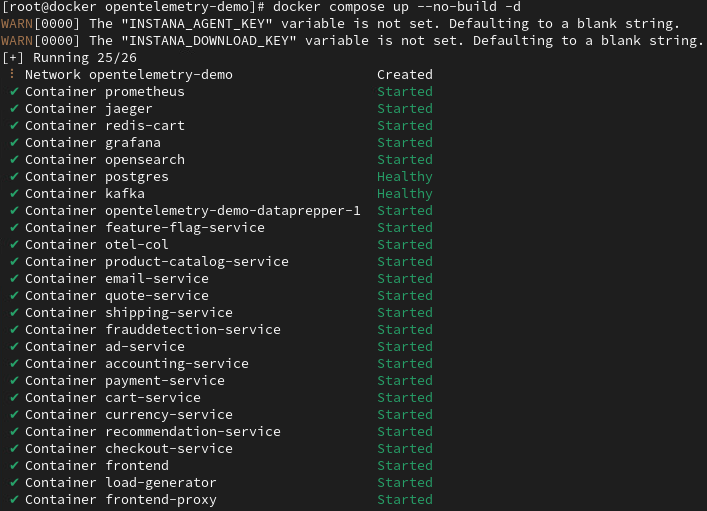 [root@docker opentelemetry-demo]# docker compose up --no-build -d
WARN[0000] The "INSTANA_AGENT_KEY" variable is not set. Defaulting to a blank string.
WARN[0000] The "INSTANA_DOWNLOAD_KEY" variable is not set. Defaulting to a blank string.
[+] Running 25/26
⠸ Network opentelemetry-demo Created
✔ Container prometheus Started
✔ Container jaeger Started
✔ Container redis-cart Started
✔ Container grafana Started
✔ Container opensearch Started
✔ Container postgres Healthy
✔ Container kafka Healthy
✔ Container opentelemetry-demo-dataprepper-1 Started
✔ Container feature-flag-service Started
✔ Container otel-col Started
✔ Container product-catalog-service Started
✔ Container email-service Started
✔ Container quote-service Started
✔ Container shipping-service Started
✔ Container frauddetection-service Started
✔ Container ad-service Started
✔ Container accounting-service Started
✔ Container payment-service Started
✔ Container cart-service Started
✔ Container currency-service Started
✔ Container recommendation-service Started
✔ Container checkout-service Started
✔ Container frontend Started
✔ Container load-generator Started
✔ Container frontend-proxy Started